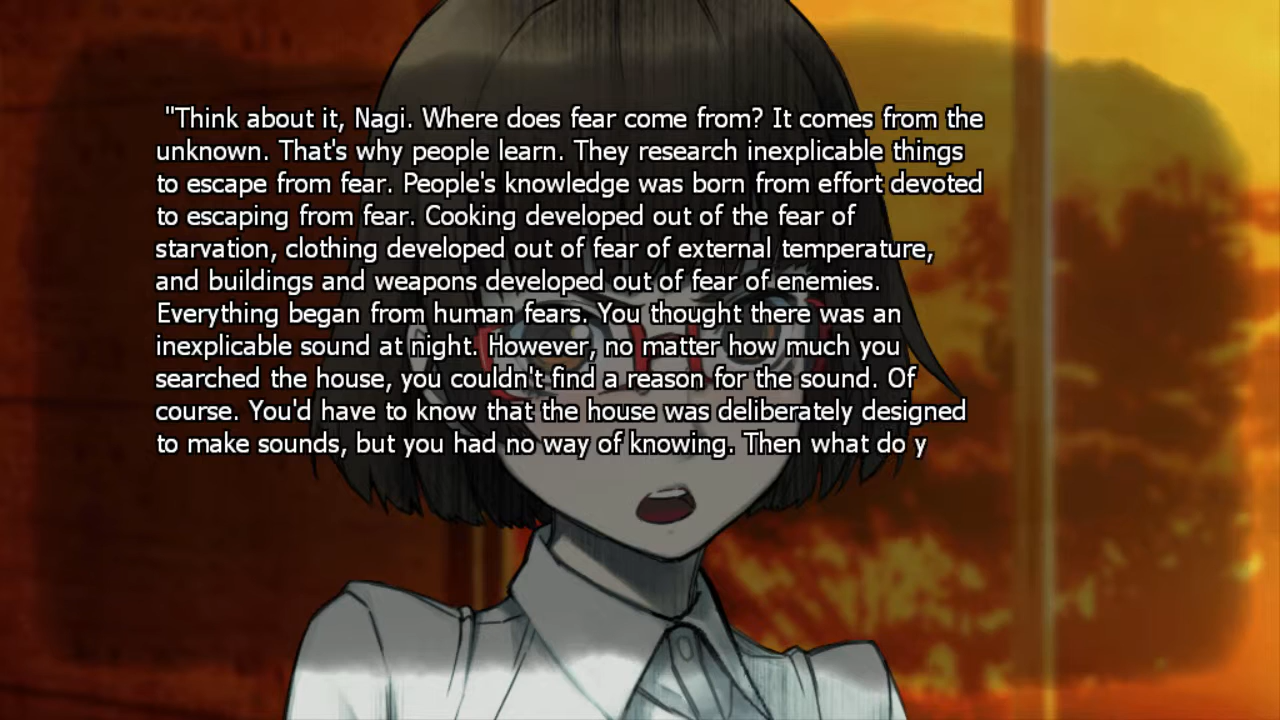 "Think about it, Nagi. Where does fear come from? It comes from the
unknown. That's why people learn. They research inexplicable things
to escape from fear. People's knowledge was born from effort devoted
to escaping from fear. Cooking developed out of the fear of
starvation, clothing developed out of fear of external temperature,
and buildings and weapons developed out of fear of enemies.
Everything began from human fears. You thought there was an
inexplicable sound at night. However, no matter how much you
searched the house, you couldn't find a reason for the sound. Of
course. You'd have to know that the house was deliberately designed
to make sounds, but you had no way of knowing. Then what do y